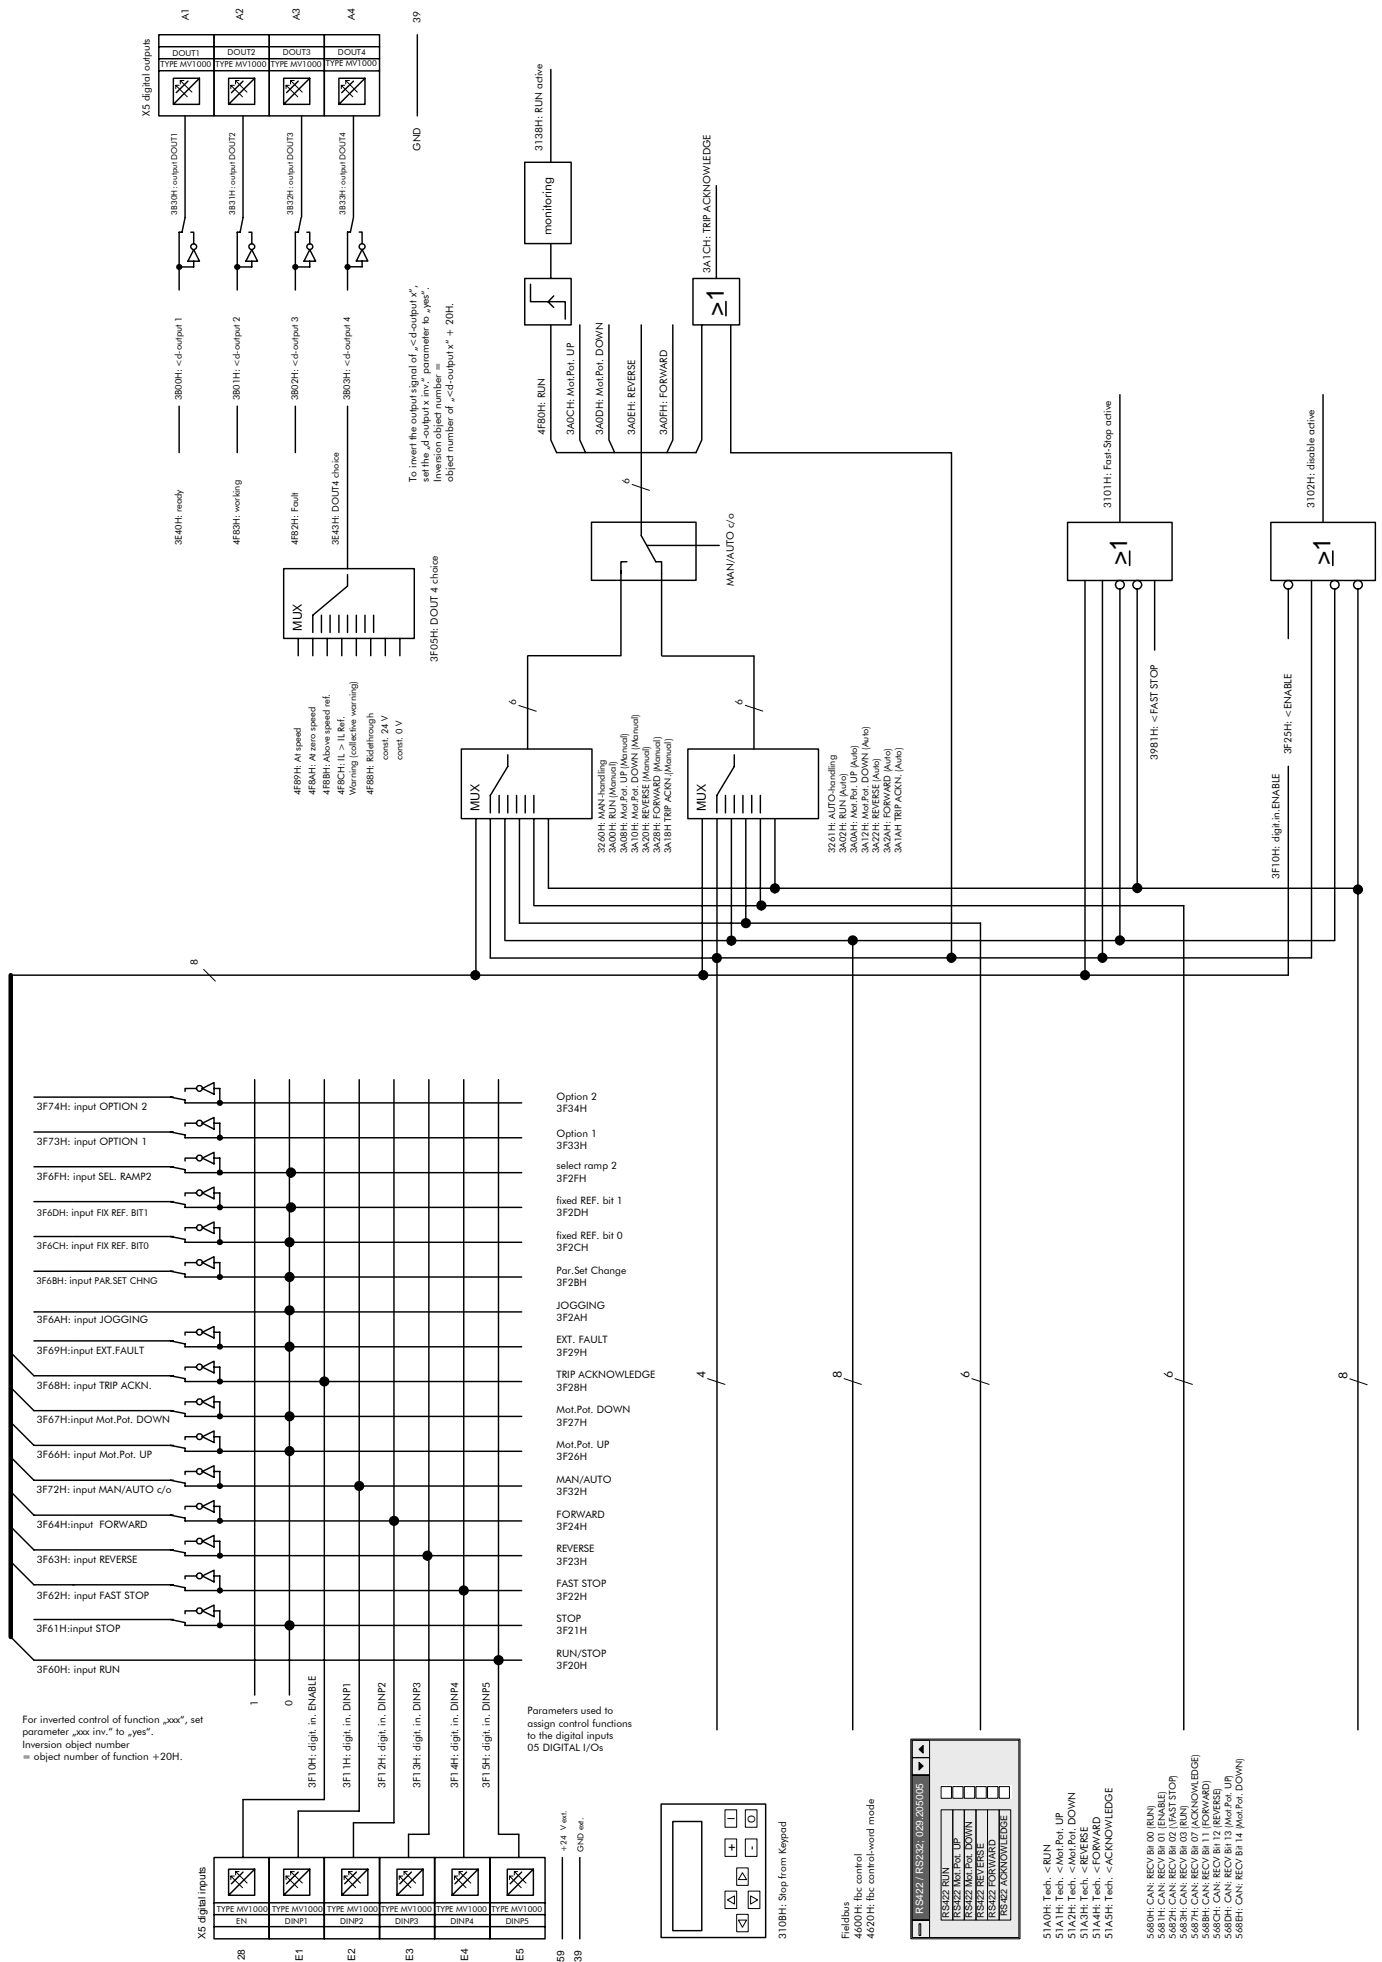 A1
A2
A3
A4
39
X5 digital outputs
DOUT1
DOUT2
DOUT3
DOUT4
TYPE MV1000
TYPE MV1000
TYPE MV1000
TYPE MV1000
GND
3B30H: output DOUT1
3B31H: output DOUT2
3B32H: output DOUT3
3B33H: output DOUT4
3B00H: <d-output 1
3B01H: <d-output 2
3B02H: <d-output 3
3B03H: <d-output 4
3E40H: ready
4F83H: working
4F82H: Fault
3E43H: DOUT4 choice
To invert the output signal of „<d-output x",
set the „d-output x inv." parameter to „yes".
Inversion object number =
object number of „<d-output x" + 20H.
MUX
3F05H: DOUT 4 choice
4F89H: At speed
4F8AH: At zero speed
4F8BH: Above speed ref.
4F8CH: IL > IL Ref.
Warning (collective warning)
4F88H: Ridethrough
const. 24 V
const. 0 V
3138H: RUN active
monitoring
3A1CH: TRIP ACKNOWLEDGE
≥1
4F80H: RUN
3A0CH: Mot.Pot. UP
3A0DH: Mot.Pot. DOWN
3A0EH: REVERSE
3A0FH: FORWARD
6
MAN/AUTO c/o
6
6
MUX
3260H: MAN-handling
3A00H: RUN (Manual)
3A08H: Mot.Pot. UP (Manual)
3A10H: Mot.Pot. DOWN (Manual)
3A20H: REVERSE (Manual)
3A28H: FORWARD (Manual)
3A18H TRIP ACKN.(Manual)
MUX
3261H: AUTO-handling
3A02H: RUN (Auto)
3A0AH: Mot.Pot. UP (Auto)
3A12H: Mot.Pot. DOWN (Auto)
3A22H: REVERSE (Auto)
3A2AH: FORWARD (Auto)
3A1AH TRIP ACKN. (Auto)
3101H: Fast-Stop active
≥1
3981H: <FAST STOP
3102H: disable active
≥1
3F25H: <ENABLE
3F10H: digit.in.ENABLE
8
3F74H: input OPTION 2
Option 2
3F34H
3F73H: input OPTION 1
Option 1
3F33H
3F6FH: input SEL. RAMP2
select ramp 2
3F2FH
3F6DH: input FIX REF. BIT1
fixed REF. bit 1
3F2DH
3F6CH: input FIX REF. BIT0
fixed REF. bit 0
3F2CH
3F6BH: input PAR.SET CHNG
Par.Set Change
3F2BH
3F6AH: input JOGGING
JOGGING
3F2AH
3F69H:input EXT.FAULT
EXT. FAULT
3F29H
3F68H: input TRIP ACKN.
TRIP ACKNOWLEDGE
3F28H
3F67H:input Mot.Pot. DOWN
Mot.Pot. DOWN
3F27H
3F66H: input Mot.Pot. UP
Mot.Pot. UP
3F26H
3F72H: input MAN/AUTO c/o
MAN/AUTO
3F32H
3F64H:input FORWARD
FORWARD
3F24H
3F63H: input REVERSE
REVERSE
3F23H
3F62H: input FAST STOP
FAST STOP
3F22H
3F61H:input STOP
STOP
3F21H
3F60H: input RUN
RUN/STOP
3F20H
4
8
6
6
8
For inverted control of function „xxx", set
parameter „xxx inv." to „yes".
Inversion object number
= object number of function +20H.
1
0
3F10H: digit. in. ENABLE
3F11H: digit. in. DINP1
3F12H: digit. in. DINP2
3F13H: digit. in. DINP3
3F14H: digit. in. DINP4
3F15H: digit. in. DINP5
Parameters used to
assign control functions
to the digital inputs
05 DIGITAL I/Os
X5 digital inputs
TYPE MV1000
TYPE MV1000
TYPE MV1000
TYPE MV1000
TYPE MV1000
TYPE MV1000
EN
DINP1
DINP2
DINP3
DINP4
DINP5
28
E1
E2
E3
E4
E5
59
39
+24 V ext.
GND ext.
+
-
I
O
310BH: Stop from Keypad
Fieldbus
4600H: fbc control
4620H: fbc control-word mode
RS422 / RS232; 029.205005
RS422 RUN
RS422 Mot.Pot. UP
RS422 Mot.Pot. DOWN
RS422 REVERSE
RS422 FORWARD
RS422 ACKNOWLEDGE
51A0H: Tech. <RUN
51A1H: Tech. <Mot.Pot. UP
51A2H: Tech. <Mot.Pot. DOWN
51A3H: Tech. <REVERSE
51A4H: Tech. <FORWARD
51A5H: Tech. <ACKNOWLEDGE
5680H: CAN: RECV Bit 00 (RUN)
5681H: CAN: RECV Bit 01 (ENABLE)
5682H: CAN: RECV Bit 02 (\FAST STOP)
5683H: CAN: RECV Bit 03 (RUN)
5687H: CAN: RECV Bit 07 (ACKNOWLEDGE)
568BH: CAN: RECV Bit 11 (FORWARD)
568CH: CAN: RECV Bit 12 (REVERSE)
568DH: CAN: RECV Bit 13 (Mot.Pot. UP)
568EH: CAN: RECV Bit 14 (Mot.Pot. DOWN)